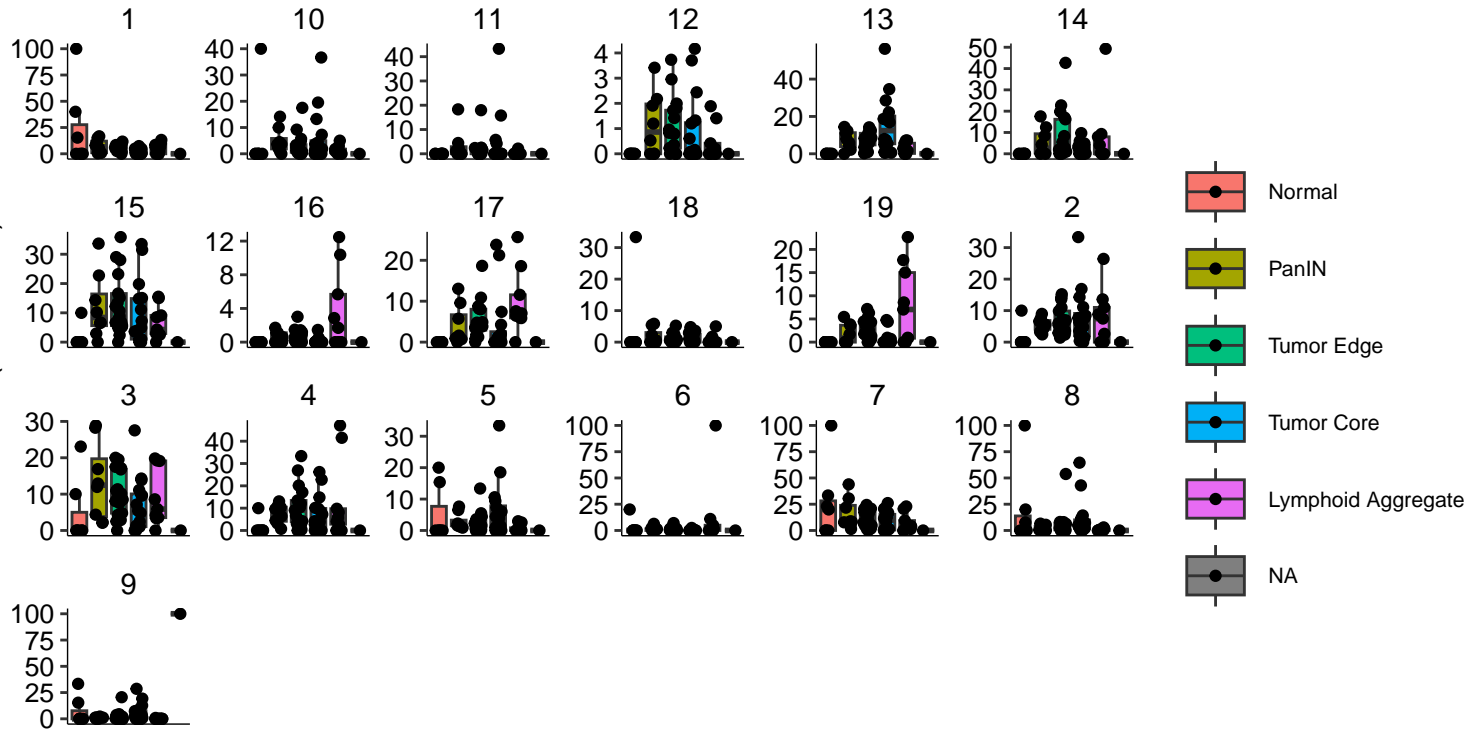 1 10 11 12 13 14
100 75 50 25 0
40 30 20 10 0
40 30 20 10 0
4 3 2 1 0
40 20 0
50 40 30 20 10 0
15 16 17 18 19 2
30 20 10 0
12 8 4 0
20 10 0
30 20 10 0
20 15 10 5 0
30 20 10 0
3 4 5 6 7 8
30 20 10 0
40 30 20 10 0
30 20 10 0
100 75 50 25 0
100 75 50 25 0
100 75 50 25 0
9
100 75 50 25 0
Normal
PanIN
Tumor Edge
Tumor Core
Lymphoid Aggregate
NA